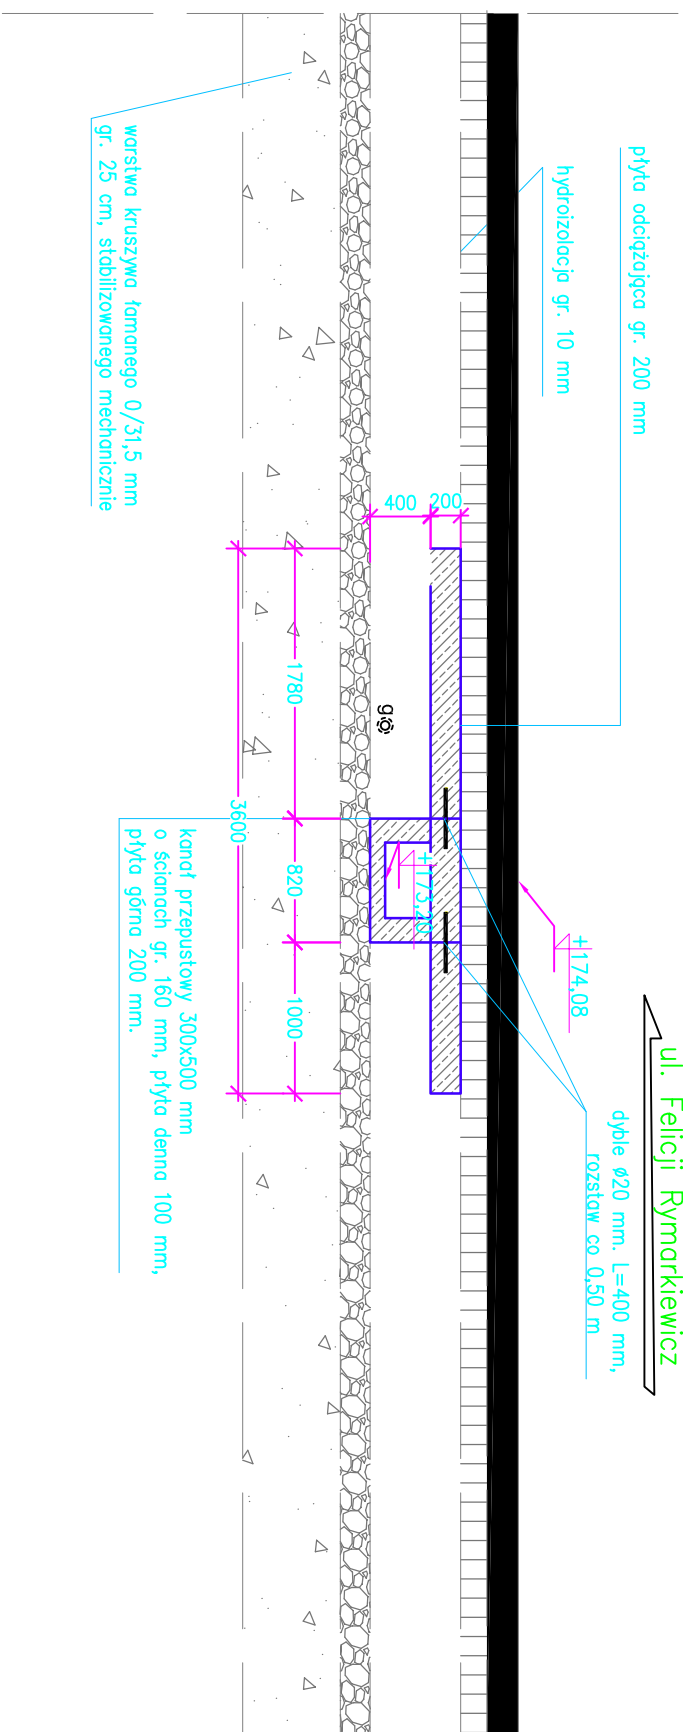 ul. Felicji Rymarkiewicz
płyta odciążająca gr. 200 mm
hydroizolacja gr. 10 mm
dyble ø20 mm. L=400 mm,
rozstaw co 0,50 m
+174,08
+173,20
200
400
g
1780
820
1000
3600
kanał przepustowy 300x500 mm
o ścianach gr. 160 mm, płyta denna 100 mm,
płyta górna 200 mm.
warstwa kruszywa łamanego 0/31,5 mm
gr. 25 cm, stabilizowanego mechanicznie